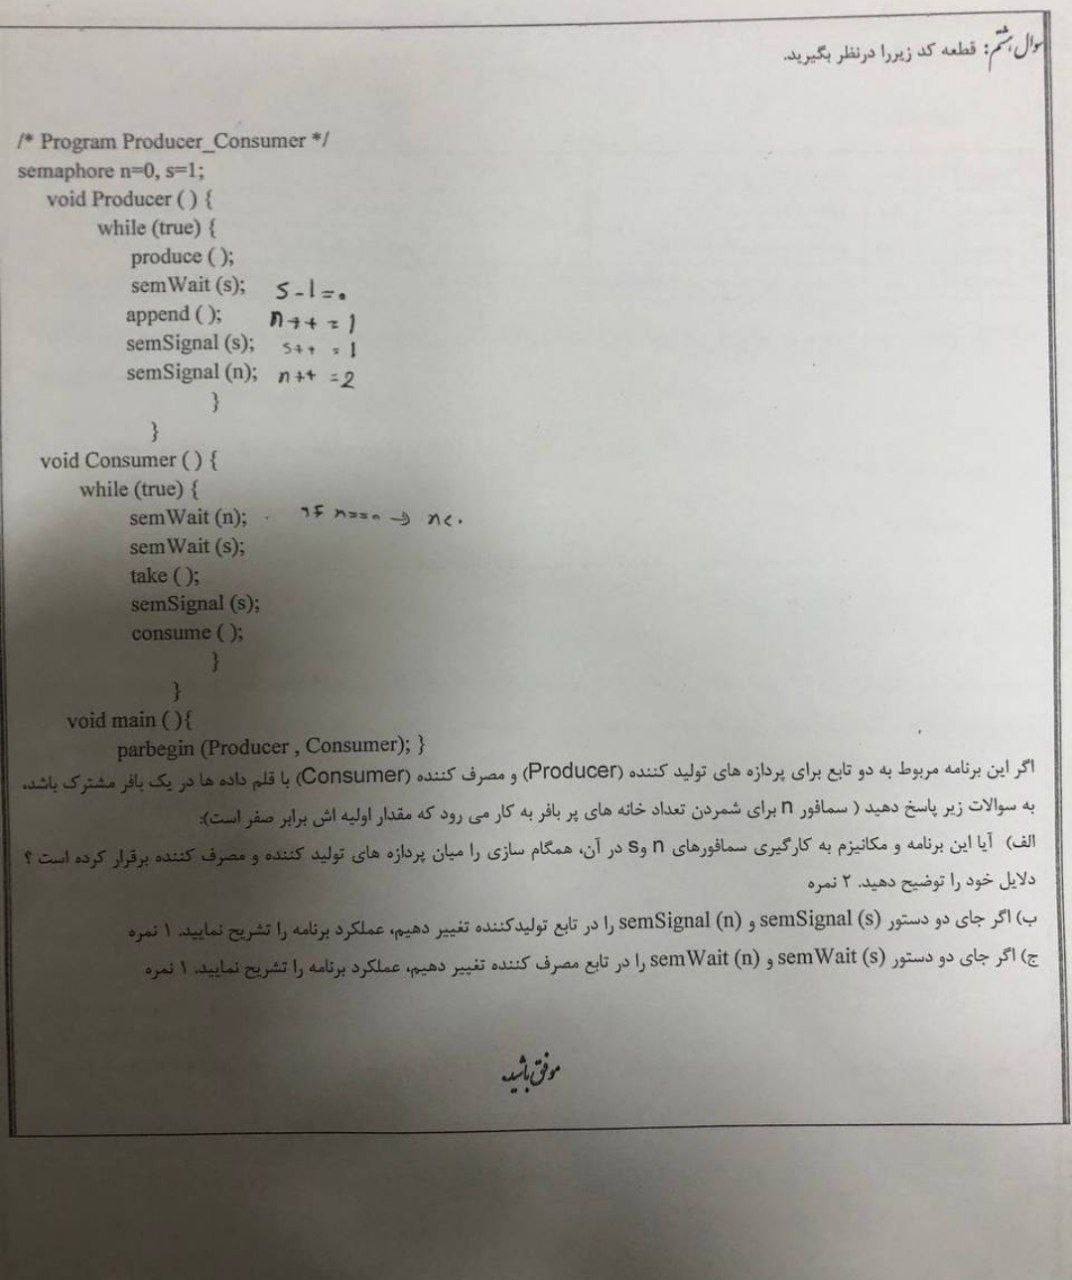 سوال هشتم: قطعه کد زیررا درنظر بگیرید.
/* Program Producer_Consumer */
semaphore n=0, s=1;
void Producer ( ) {
while (true) {
produce ( );
semWait (s); s-1=0
append ( ); n++ = 1
semSignal (s); s++ = 1
semSignal (n); n++ =2
}
}
void Consumer ( ) {
while (true) {
semWait (n); if n==0 → n<0
semWait (s);
take ( );
semSignal (s);
consume ( );
}
}
void main ( ){
parbegin (Producer , Consumer); }
اگر این برنامه مربوط به دو تابع برای پردازه های تولید کننده (Producer) و مصرف کننده (Consumer) با قلم داده ها در یک بافر مشترک باشد،
به سوالات زیر پاسخ دهید ( سمافور n برای شمردن تعداد خانه های پر بافر به کار می رود که مقدار اولیه اش برابر صفر است):
الف) آیا این برنامه و مکانیزم به کارگیری سمافورهای n وs در آن، همگام سازی را میان پردازه های تولید کننده و مصرف کننده برقرار کرده است ؟
دلایل خود را توضیح دهید. ۲ نمره
ب) اگر جای دو دستور semSignal (s) و semSignal (n) را در تابع تولیدکننده تغییر دهیم، عملکرد برنامه را تشریح نمایید. ۱ نمره
ج) اگر جای دو دستور semWait (s) و semWait (n) را در تابع مصرف کننده تغییر دهیم، عملکرد برنامه را تشریح نمایید. ۱ نمره
موفق باشید.